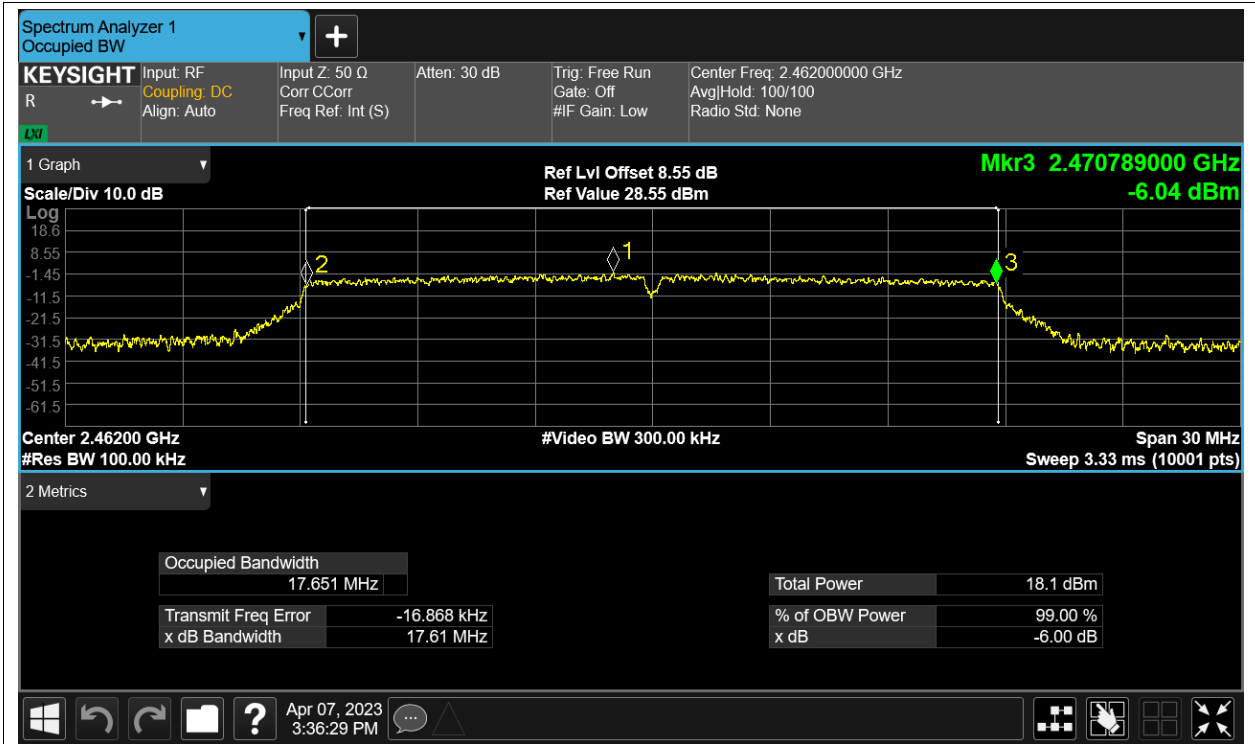 Spectrum Analyzer 1
Occupied BW
KEYSIGHT
R
LXI
Input: RF
Coupling: DC
Align: Auto
Input Z: 50 Ω
Corr CCorr
Freq Ref: Int (S)
Atten: 30 dB
Trig: Free Run
Gate: Off
#IF Gain: Low
Center Freq: 2.462000000 GHz
Avg|Hold: 100/100
Radio Std: None
1 Graph
Scale/Div 10.0 dB
Ref Lvl Offset 8.55 dB
Ref Value 28.55 dBm
Mkr3 2.470789000 GHz
-6.04 dBm
Log
18.6
8.55
-1.45
-11.5
-21.5
-31.5
-41.5
-51.5
-61.5
2
1
3
Center 2.46200 GHz
#Video BW 300.00 kHz
Span 30 MHz
#Res BW 100.00 kHz
Sweep 3.33 ms (10001 pts)
2 Metrics
Occupied Bandwidth
17.651 MHz
Transmit Freq Error -16.868 kHz
x dB Bandwidth 17.61 MHz
Total Power 18.1 dBm
% of OBW Power 99.00 %
x dB -6.00 dB
?
Apr 07, 2023
3:36:29 PM